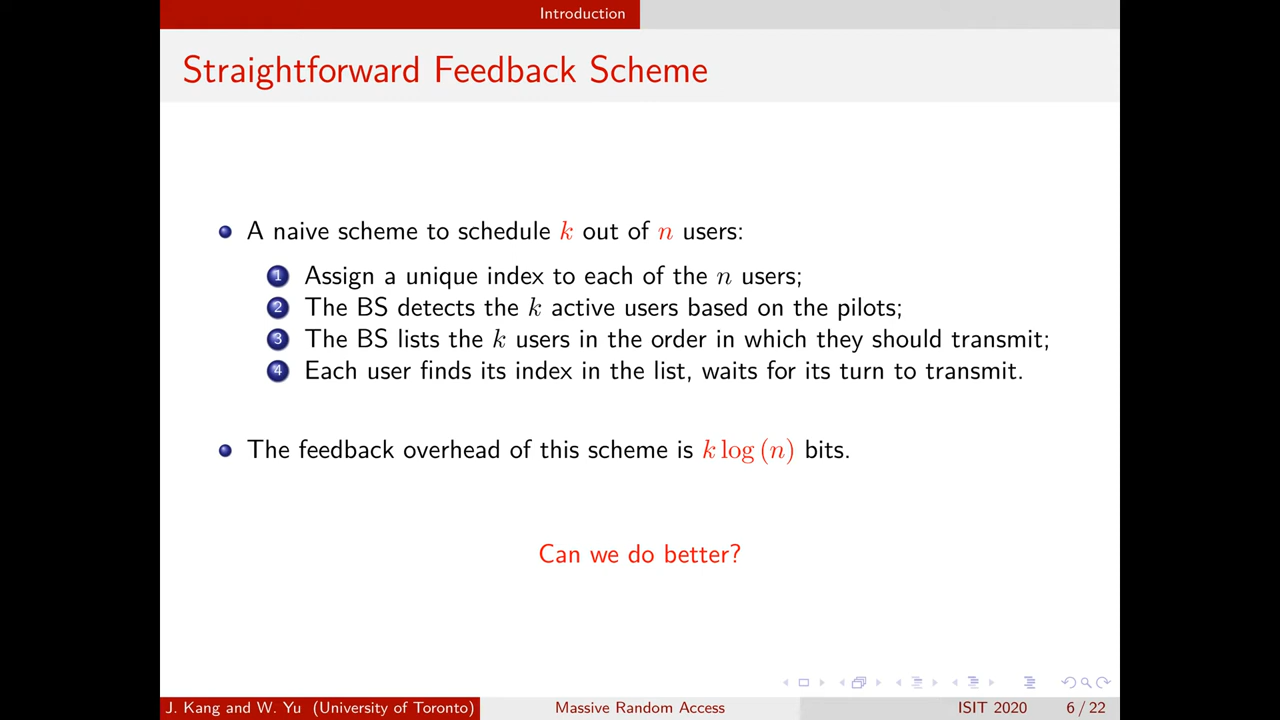 Introduction
Straightforward Feedback Scheme
A naive scheme to schedule k out of n users:
1 Assign a unique index to each of the n users;
2 The BS detects the k active users based on the pilots;
3 The BS lists the k users in the order in which they should transmit;
4 Each user finds its index in the list, waits for its turn to transmit.
The feedback overhead of this scheme is k log (n) bits.
Can we do better?
J. Kang and W. Yu (University of Toronto) Massive Random Access ISIT 2020 6 / 22